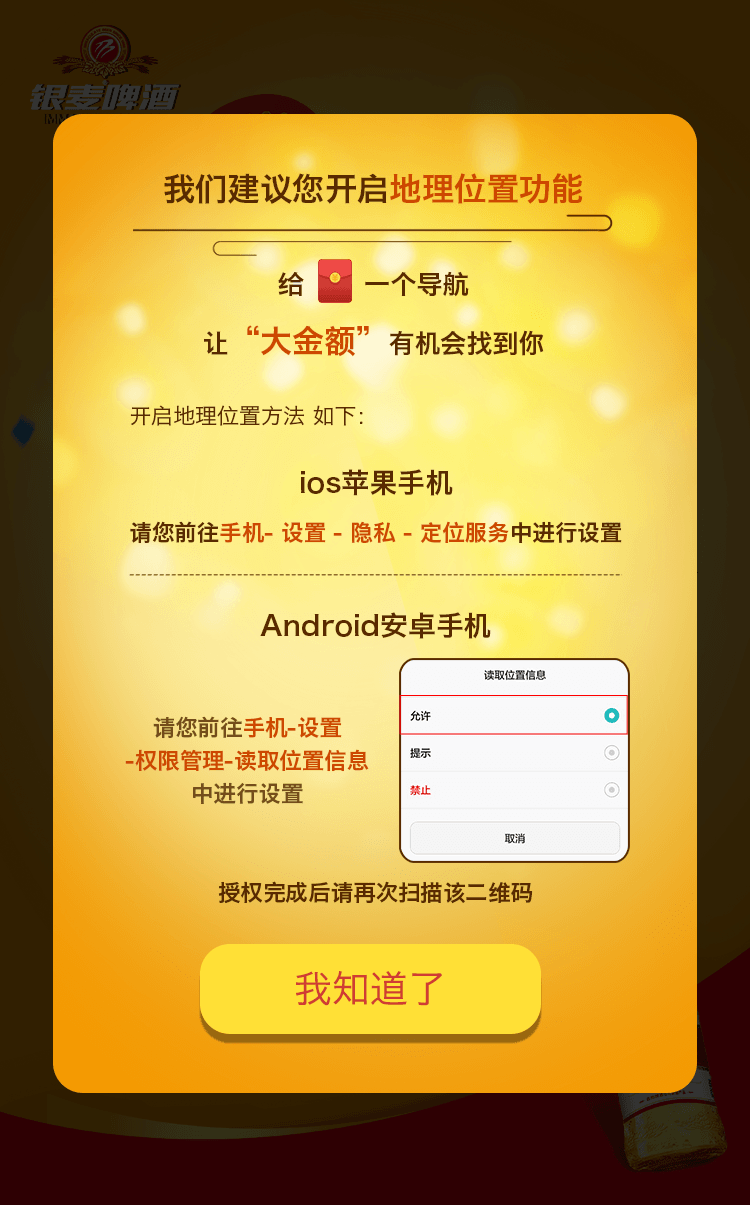 银麦啤酒
我们建议您开启地理位置功能
给 一个导航
让“大金额”有机会找到你
开启地理位置方法 如下:
ios苹果手机
请您前往手机- 设置 - 隐私 - 定位服务中进行设置
Android安卓手机
请您前往手机-设置
-权限管理-读取位置信息
中进行设置
读取位置信息
允许
提示
禁止
取消
授权完成后请再次扫描该二维码
我知道了